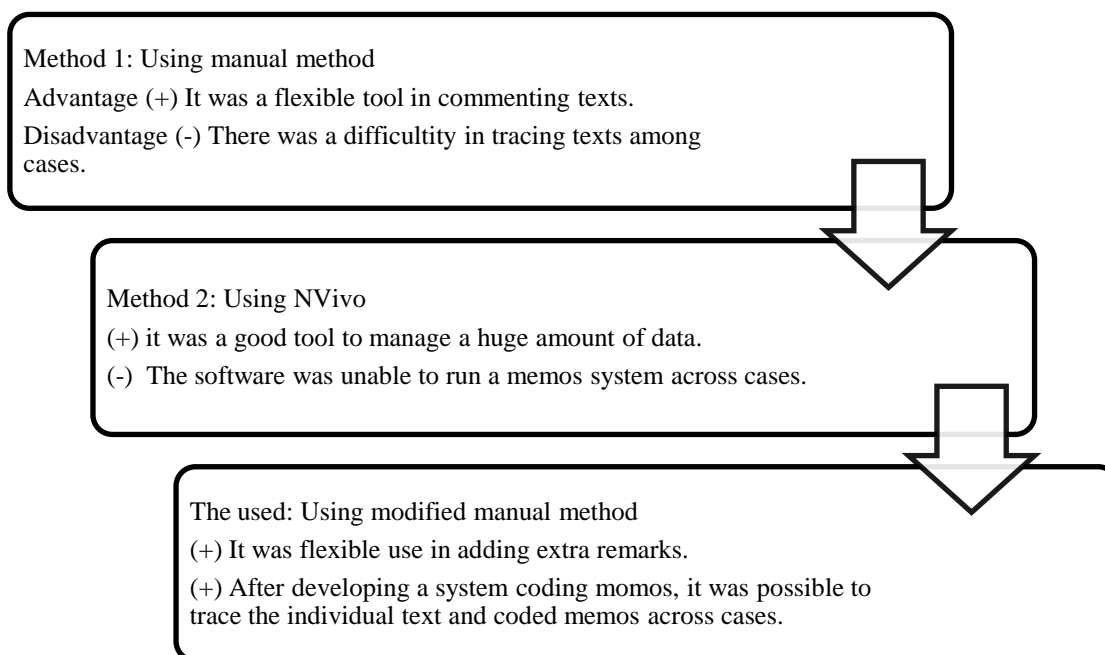 Method 1: Using manual method
Advantage (+) It was a flexible tool in commenting texts.
Disadvantage (-) There was a difficultity in tracing texts among
cases.
Method 2: Using NVivo
(+) it was a good tool to manage a huge amount of data.
(-) The software was unable to run a memos system across cases.
The used: Using modified manual method
(+) It was flexible use in adding extra remarks.
(+) After developing a system coding momos, it was possible to
trace the individual text and coded memos across cases.